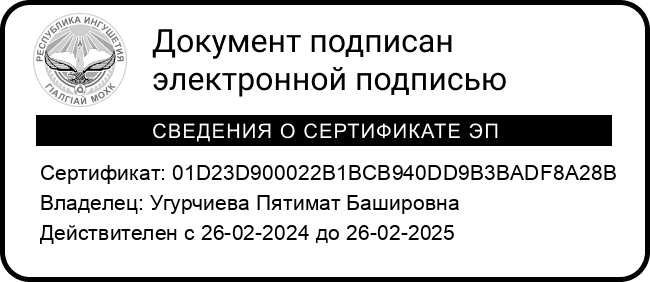 РЕСПУБЛИКА ИНГУШЕТИЯ
ГІАЛГІАЙ МОХК
Документ подписан
электронной подписью
СВЕДЕНИЯ О СЕРТИФИКАТЕ ЭП
Сертификат: 01D23D900022B1BCB940DD9B3BADF8A28B
Владелец: Угурчиева Пятимат Башировна
Действителен с 26-02-2024 до 26-02-2025